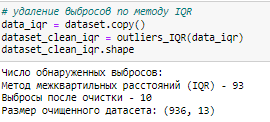 # удаление выбросов по методу IQR
data_iqr = dataset.copy()
dataset_clean_iqr = outliers_IQR(data_iqr)
dataset_clean_iqr.shape
Число обнаруженных выбросов:
Метод межквартильных расстояний (IQR) - 93
Выбросы после очистки - 10
Размер очищенного датасета: (936, 13)